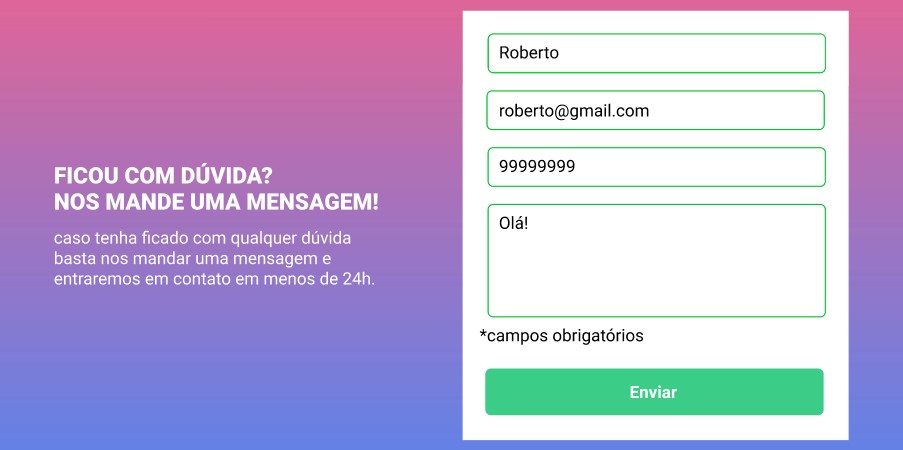 FICOU COM DÚVIDA?
NOS MANDE UMA MENSAGEM!
caso tenha ficado com qualquer dúvida
basta nos mandar uma mensagem e
entraremos em contato em menos de 24h.
Roberto
roberto@gmail.com
99999999
Olá!
*campos obrigatórios
Enviar